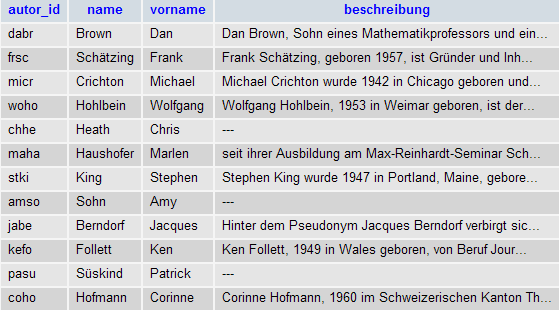 autor_id name vorname beschreibung
dabr Brown Dan Dan Brown, Sohn eines Mathematikprofessors und ein...
frsc Schätzing Frank Frank Schätzing, geboren 1957, ist Gründer und Inh...
micr Crichton Michael Michael Crichton wurde 1942 in Chicago geboren und...
woho Hohlbein Wolfgang Wolfgang Hohlbein, 1953 in Weimar geboren, ist der...
chhe Heath Chris ---
maha Haushofer Marlen seit ihrer Ausbildung am Max-Reinhardt-Seminar Sch...
stki King Stephen Stephen King wurde 1947 in Portland, Maine, gebore...
amso Sohn Amy ---
jabe Berndorf Jacques Hinter dem Pseudonym Jacques Berndorf verbirgt sic...
kefo Follett Ken Ken Follett, 1949 in Wales geboren, von Beruf Jour...
pasu Süskind Patrick ---
coho Hofmann Corinne Corinne Hofmann, 1960 im Schweizerischen Kanton Th...